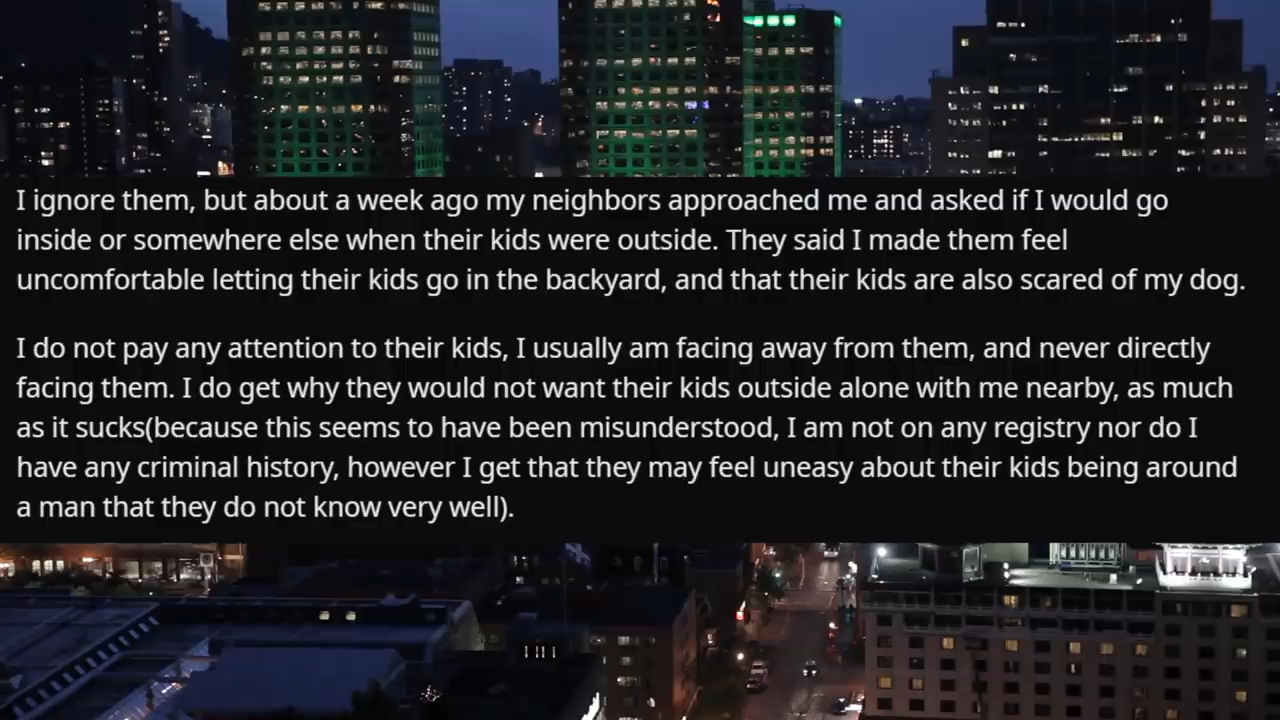 I ignore them, but about a week ago my neighbors approached me and asked if I would go
inside or somewhere else when their kids were outside. They said I made them feel
uncomfortable letting their kids go in the backyard, and that their kids are also scared of my dog.
I do not pay any attention to their kids, I usually am facing away from them, and never directly
facing them. I do get why they would not want their kids outside alone with me nearby, as much
as it sucks(because this seems to have been misunderstood, I am not on any registry nor do I
have any criminal history, however I get that they may feel uneasy about their kids being around
a man that they do not know very well).